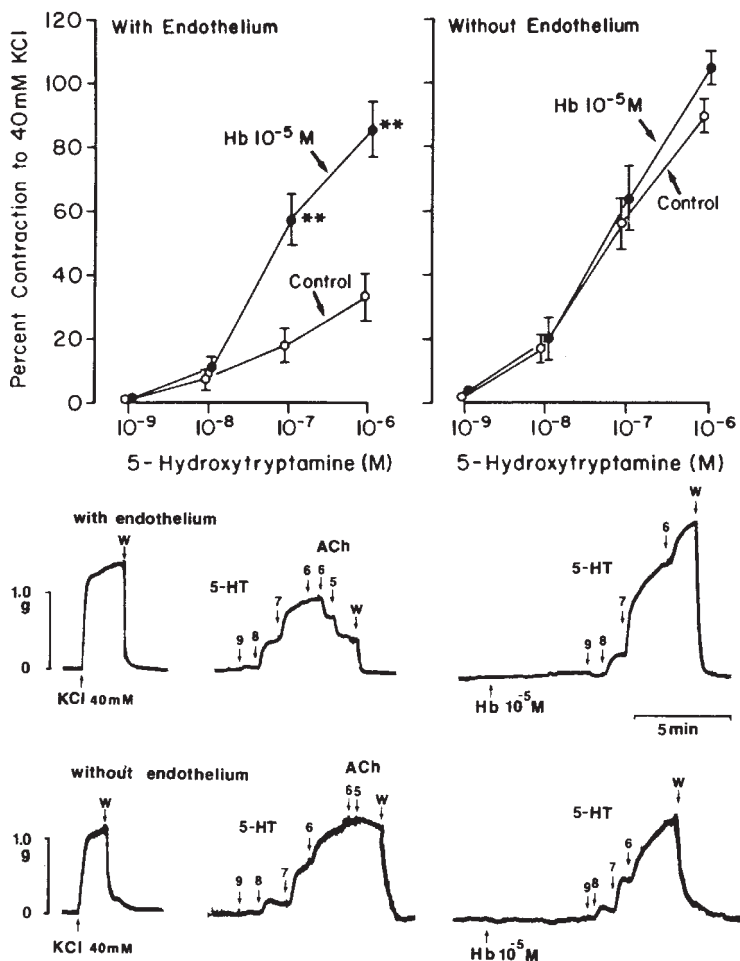 Percent Contraction to 40mM KCl
120
100
80
60
40
20
0
With Endothelium
Hb 10⁻⁵ M
**
**
Control
10⁻⁹ 10⁻⁸ 10⁻⁷ 10⁻⁶
5-Hydroxytryptamine (M)
Without Endothelium
Hb 10⁻⁵M
Control
10⁻⁹ 10⁻⁸ 10⁻⁷ 10⁻⁶
5-Hydroxytryptamine (M)
with endothelium
1.0
g
0
W
KCl 40mM
5-HT
ACh
9 8 7 6 6 5 W
5-HT
9 8 7 6 W
Hb 10⁻⁵M
5min
without endothelium
1.0
g
0
W
KCl 40mM
5-HT
ACh
9 8 7 6 6 5 W
5-HT
9 8 7 6 W
Hb 10⁻⁵M